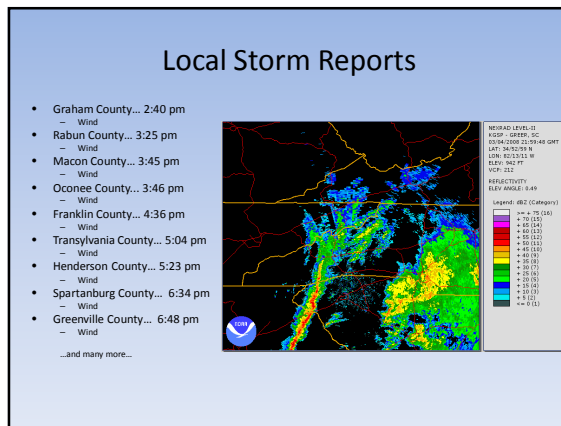 Local Storm Reports
• Graham County… 2:40 pm
– Wind
• Rabun County… 3:25 pm
– Wind
• Macon County… 3:45 pm
– Wind
• Oconee County... 3:46 pm
– Wind
• Franklin County… 4:36 pm
– Wind
• Transylvania County… 5:04 pm
– Wind
• Henderson County… 5:23 pm
– Wind
• Spartanburg County… 6:34 pm
– Wind
• Greenville County… 6:48 pm
– Wind
…and many more…
NOAA
NEXRAD LEVEL-II
KGSP - GREER, SC
03/04/2008 21:59:48 GMT
LAT: 34/52/59 N
LON: 82/13/11 W
ELEV: 942 FT
VCP: 212
REFLECTIVITY
ELEV ANGLE: 0.49
Legend: dBZ (Category)
>= + 75 (16)
+ 70 (15)
+ 65 (14)
+ 60 (13)
+ 55 (12)
+ 50 (11)
+ 45 (10)
+ 40 (9)
+ 35 (8)
+ 30 (7)
+ 25 (6)
+ 20 (5)
+ 15 (4)
+ 10 (3)
+ 5 (2)
<= 0 (1)